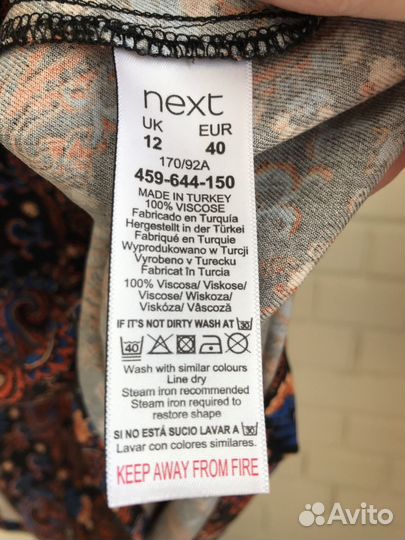 next
UK EUR
12 40
170/92A
459-644-150
MADE IN TURKEY
100% VISCOSE
Fabricado en Turquía
Hergestellt in der Türkei
Fabriqué en Turquie
Wyprodukowano w Turcji
Vyrobeno v Turecku
Fabricat în Turcia
100% Viscosa/ Viskose/
Viscose/ Wiskoza/
Viskóza/ Vâscoză
IF IT'S NOT DIRTY WASH AT 30
40
Wash with similar colours
Line dry
Steam iron recommended
Steam iron required to
restore shape
SI NO ESTÁ SUCIO LAVAR A 30
Lavar con colores similares.
KEEP AWAY FROM FIRE
Avito